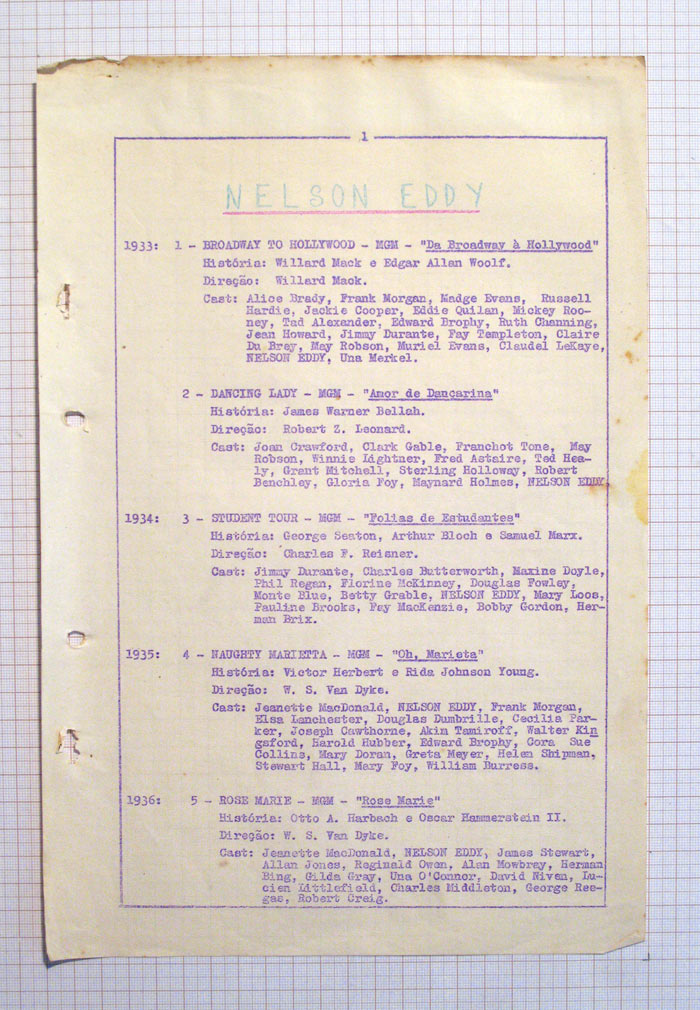 1
NELSON EDDY
1933: 1 - BROADWAY TO HOLLYWOOD - MGM - "Da Broadway à Hollywood"
História: Willard Mack e Edgar Allan Woolf.
Direção: Willard Mack.
Cast: Alice Brady, Frank Morgan, Madge Evans, Russell
Hardie, Jackie Cooper, Eddie Quilan, Mickey Roo-
ney, Tad Alexander, Edward Brophy, Ruth Channing,
Jean Howard, Jimmy Durante, Fay Templeton, Claire
Du Brey, May Robson, Muriel Evans, Claudel LeKaye,
NELSON EDDY, Una Merkel.
2 - DANCING LADY - MGM - "Amor de Dançarina"
História: James Warner Bellah.
Direção: Robert Z. Leonard.
Cast: Joan Crawford, Clark Gable, Franchot Tone, May
Robson, Winnie Lightner, Fred Astaire, Ted Hea-
ly, Grant Mitchell, Sterling Holloway, Robert
Benchley, Gloria Foy, Maynard Holmes, NELSON EDDY.
1934: 3 - STUDENT TOUR - MGM - "Folias de Estudantes"
História: George Seaton, Arthur Bloch e Samuel Marx.
Direção: Charles F. Reisner.
Cast: Jimmy Durante, Charles Butterworth, Maxine Doyle,
Phil Regan, Florine McKinney, Douglas Fowley,
Monte Blue, Betty Grable, NELSON EDDY, Mary Loos,
Pauline Brooks, Fay MacKenzie, Bobby Gordon, Her-
man Brix.
1935: 4 - NAUGHTY MARIETTA - MGM - "Oh, Marieta"
História: Victor Herbert e Rida Johnson Young.
Direção: W. S. Van Dyke.
Cast: Jeanette MacDonald, NELSON EDDY, Frank Morgan,
Elsa Lanchester, Douglas Dumbrille, Cecilia Par-
ker, Joseph Cawthorne, Akim Tamiroff, Walter Kin
gsford, Harold Hubber, Edward Brophy, Cora Sue
Collins, Mary Doran, Greta Meyer, Helen Shipman,
Stewart Hall, Mary Foy, William Burress.
1936: 5 - ROSE MARIE - MGM - "Rose Marie"
História: Otto A. Harbach e Oscar Hammerstein II.
Direção: W. S. Van Dyke.
Cast: Jeanette MacDonald, NELSON EDDY, James Stewart,
Allan Jones, Reginald Owen, Alan Mowbray, Herman
Bing, Gilda Gray, Una O'Connor, David Niven, Lu-
cien Littlefield, Charles Middleton, George Ree-
gas, Robert Greig.